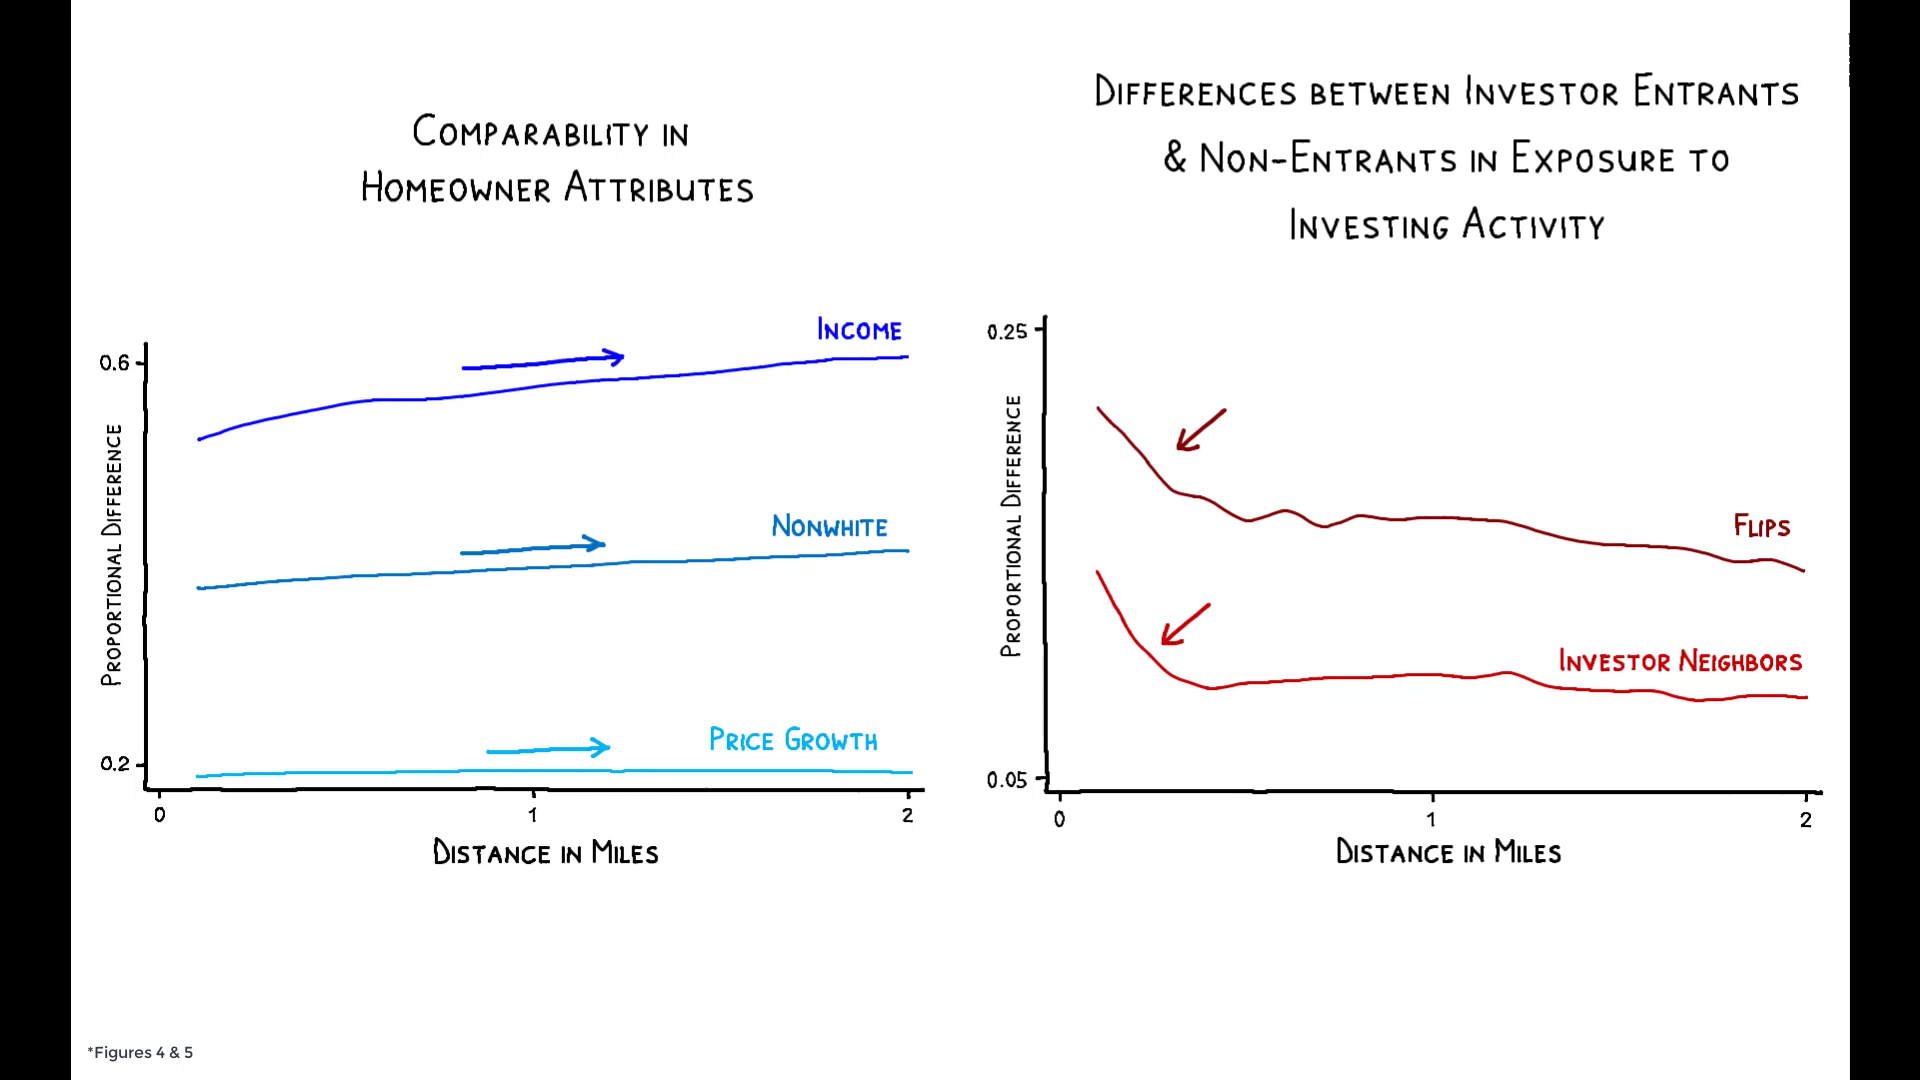 Comparability in
Homeowner Attributes
Income
0.6
Nonwhite
Proportional Difference
Price Growth
0.2
0
1
2
Distance in Miles
Differences between Investor Entrants
& Non-Entrants in Exposure to
Investing Activity
0.25
Proportional Difference
Flips
Investor Neighbors
0.05
0
1
2
Distance in Miles
*Figures 4 & 5